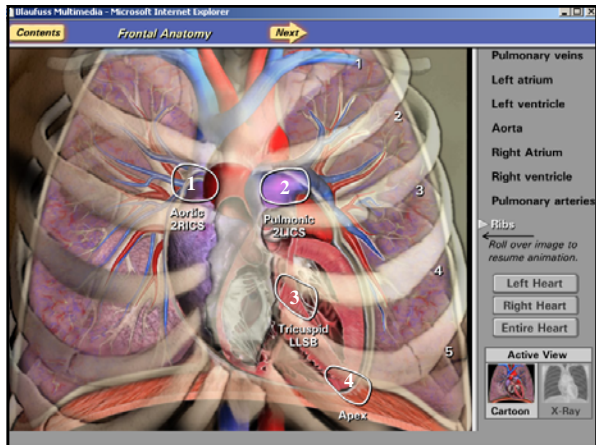 Blaufuss Multimedia - Microsoft Internet Explorer
Contents
Frontal Anatomy
Next
1
2
3
4
5
1
Aortic
2RICS
2
Pulmonic
2LICS
3
Tricuspid
LLSB
4
Apex
Pulmonary veins
Left atrium
Left ventricle
Aorta
Right Atrium
Right ventricle
Pulmonary arteries
Ribs
Roll over image to
resume animation.
Left Heart
Right Heart
Entire Heart
Active View
Cartoon
X-Ray